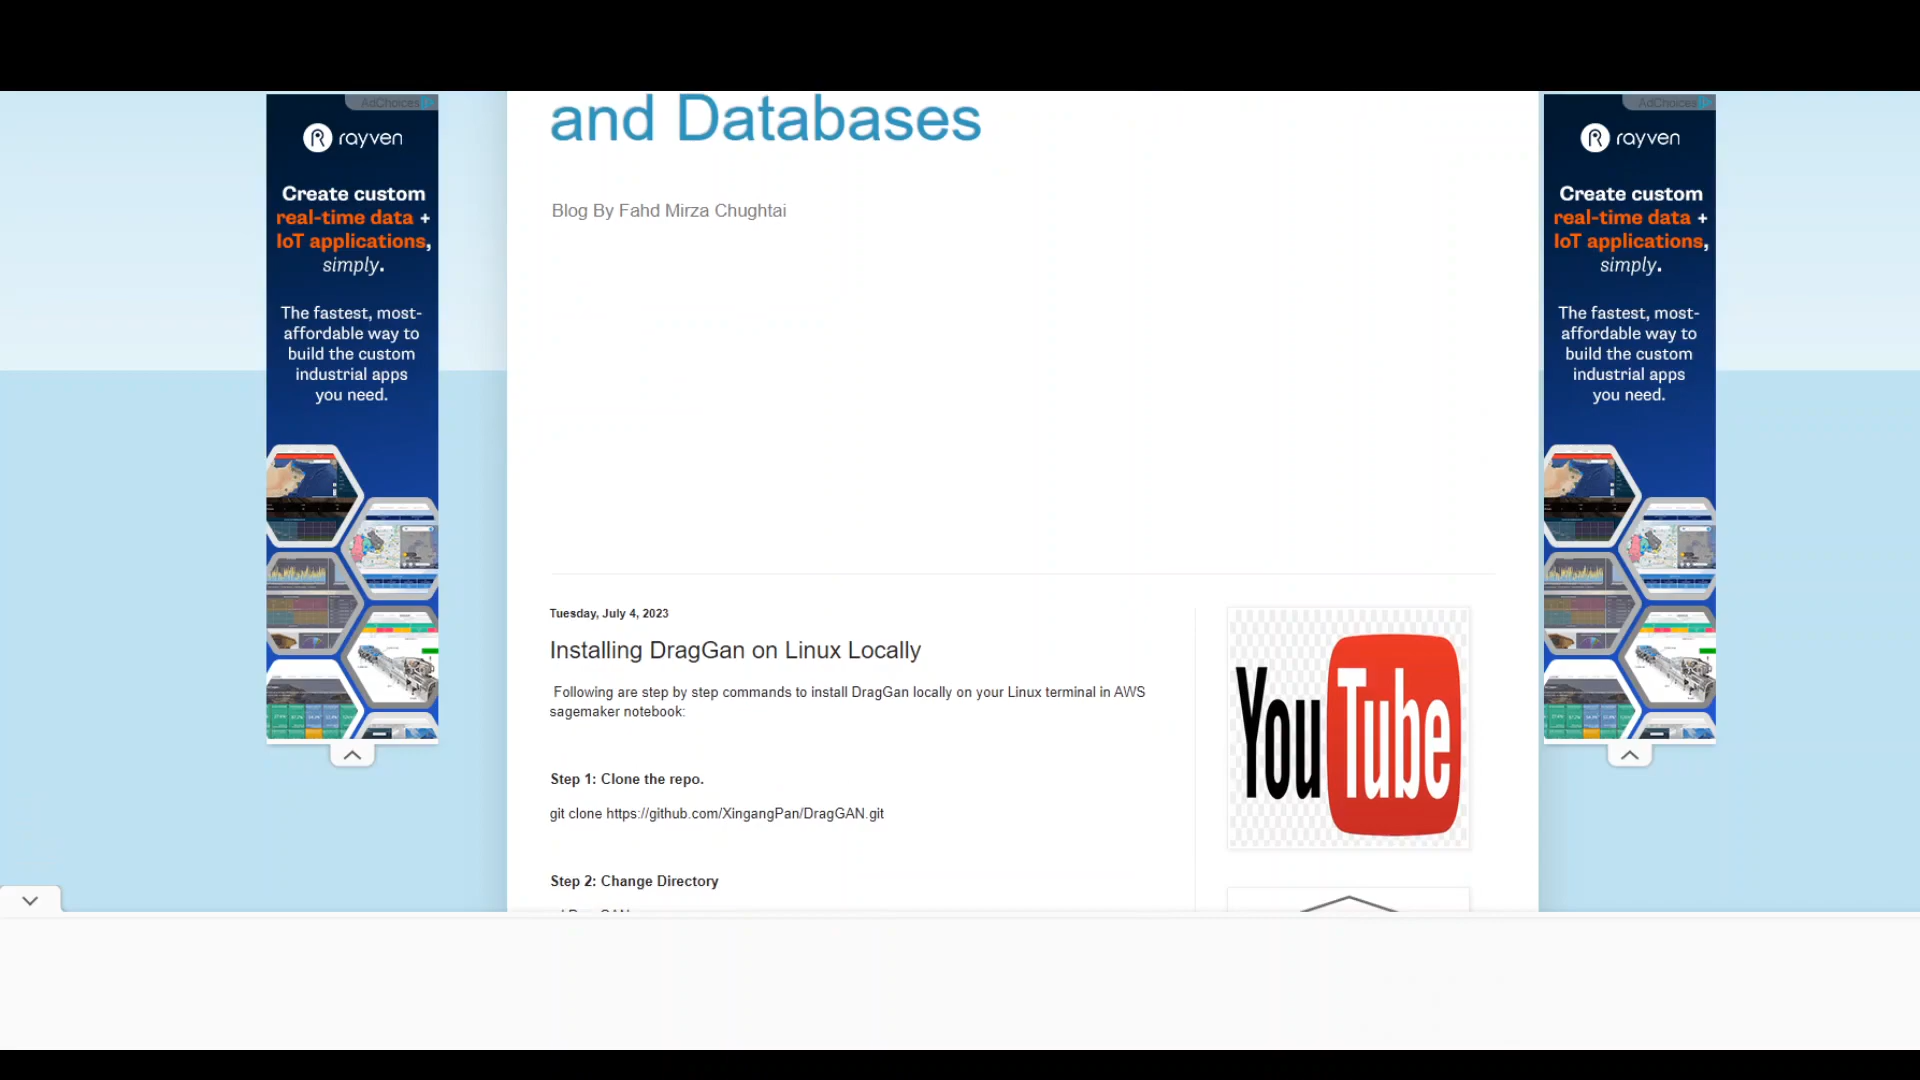 and Databases
Blog By Fahd Mirza Chughtai
AdChoices
rayven
Create custom
real-time data +
IoT applications,
simply.
The fastest, most-
affordable way to
build the custom
industrial apps
you need.
Tuesday, July 4, 2023
Installing DragGan on Linux Locally
Following are step by step commands to install DragGan locally on your Linux terminal in AWS
sagemaker notebook:
Step 1: Clone the repo.
git clone https://github.com/XingangPan/DragGAN.git
Step 2: Change Directory
YouTube
AdChoices
rayven
Create custom
real-time data +
IoT applications,
simply.
The fastest, most-
affordable way to
build the custom
industrial apps
you need.